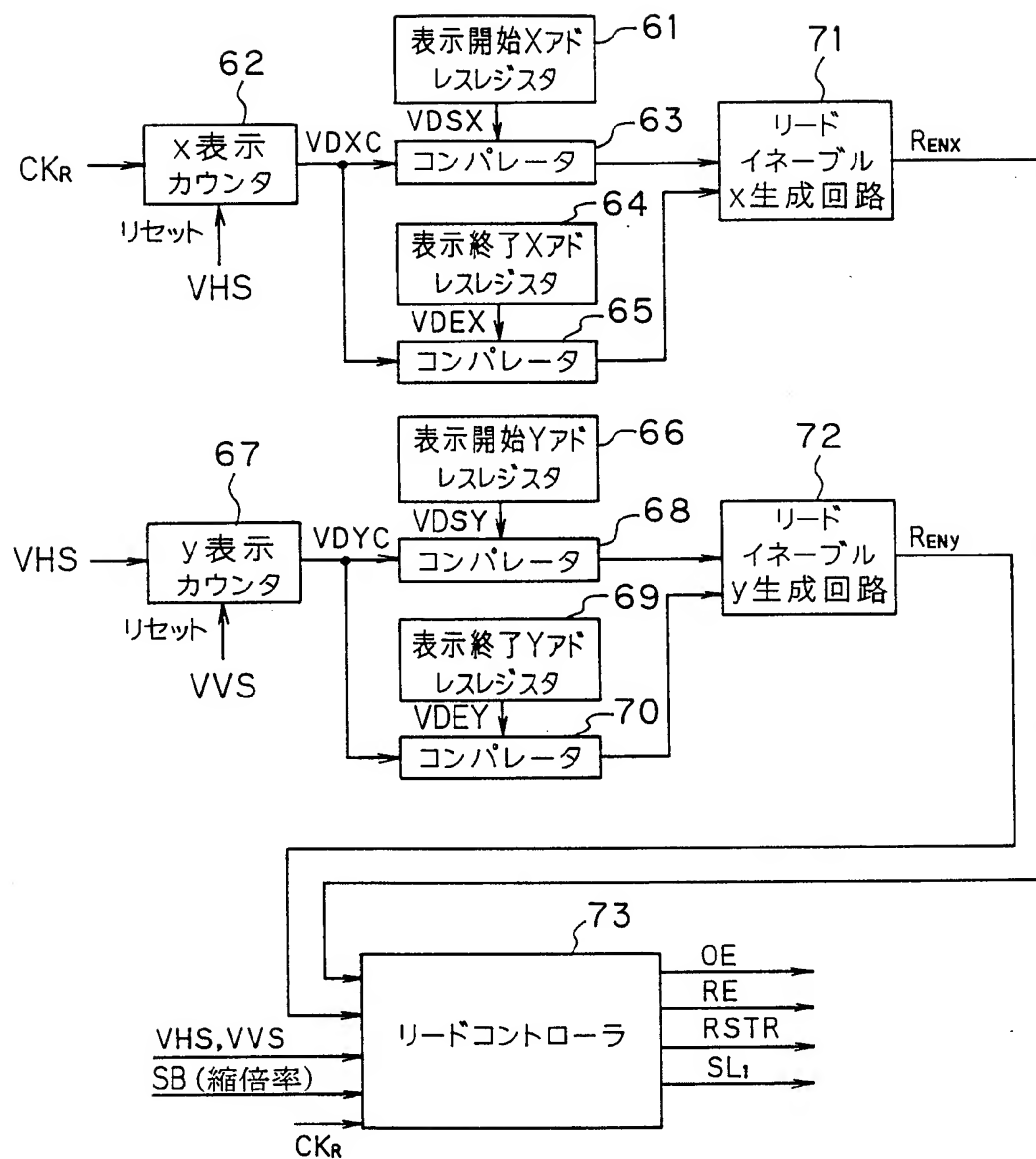 表示開始Xアド
レスレジスタ
61
62
71
VDSX
63
CKR
x表示
カウンタ
VDXC
コンパレータ
リード
イネーブル
x生成回路
RENX
リセット
VHS
64
表示終了Xアド
レスレジスタ
VDEX
65
コンパレータ
表示開始Yアド
レスレジスタ
66
67
72
VDSY
68
VHS
y表示
カウンタ
VDYC
コンパレータ
リード
イネーブル
y生成回路
RENy
リセット
VVS
69
表示終了Yアド
レスレジスタ
VDEY
70
コンパレータ
73
リードコントローラ
OE
RE
RSTR
SL1
VHS,VVS
SB(縮倍率)
CKR